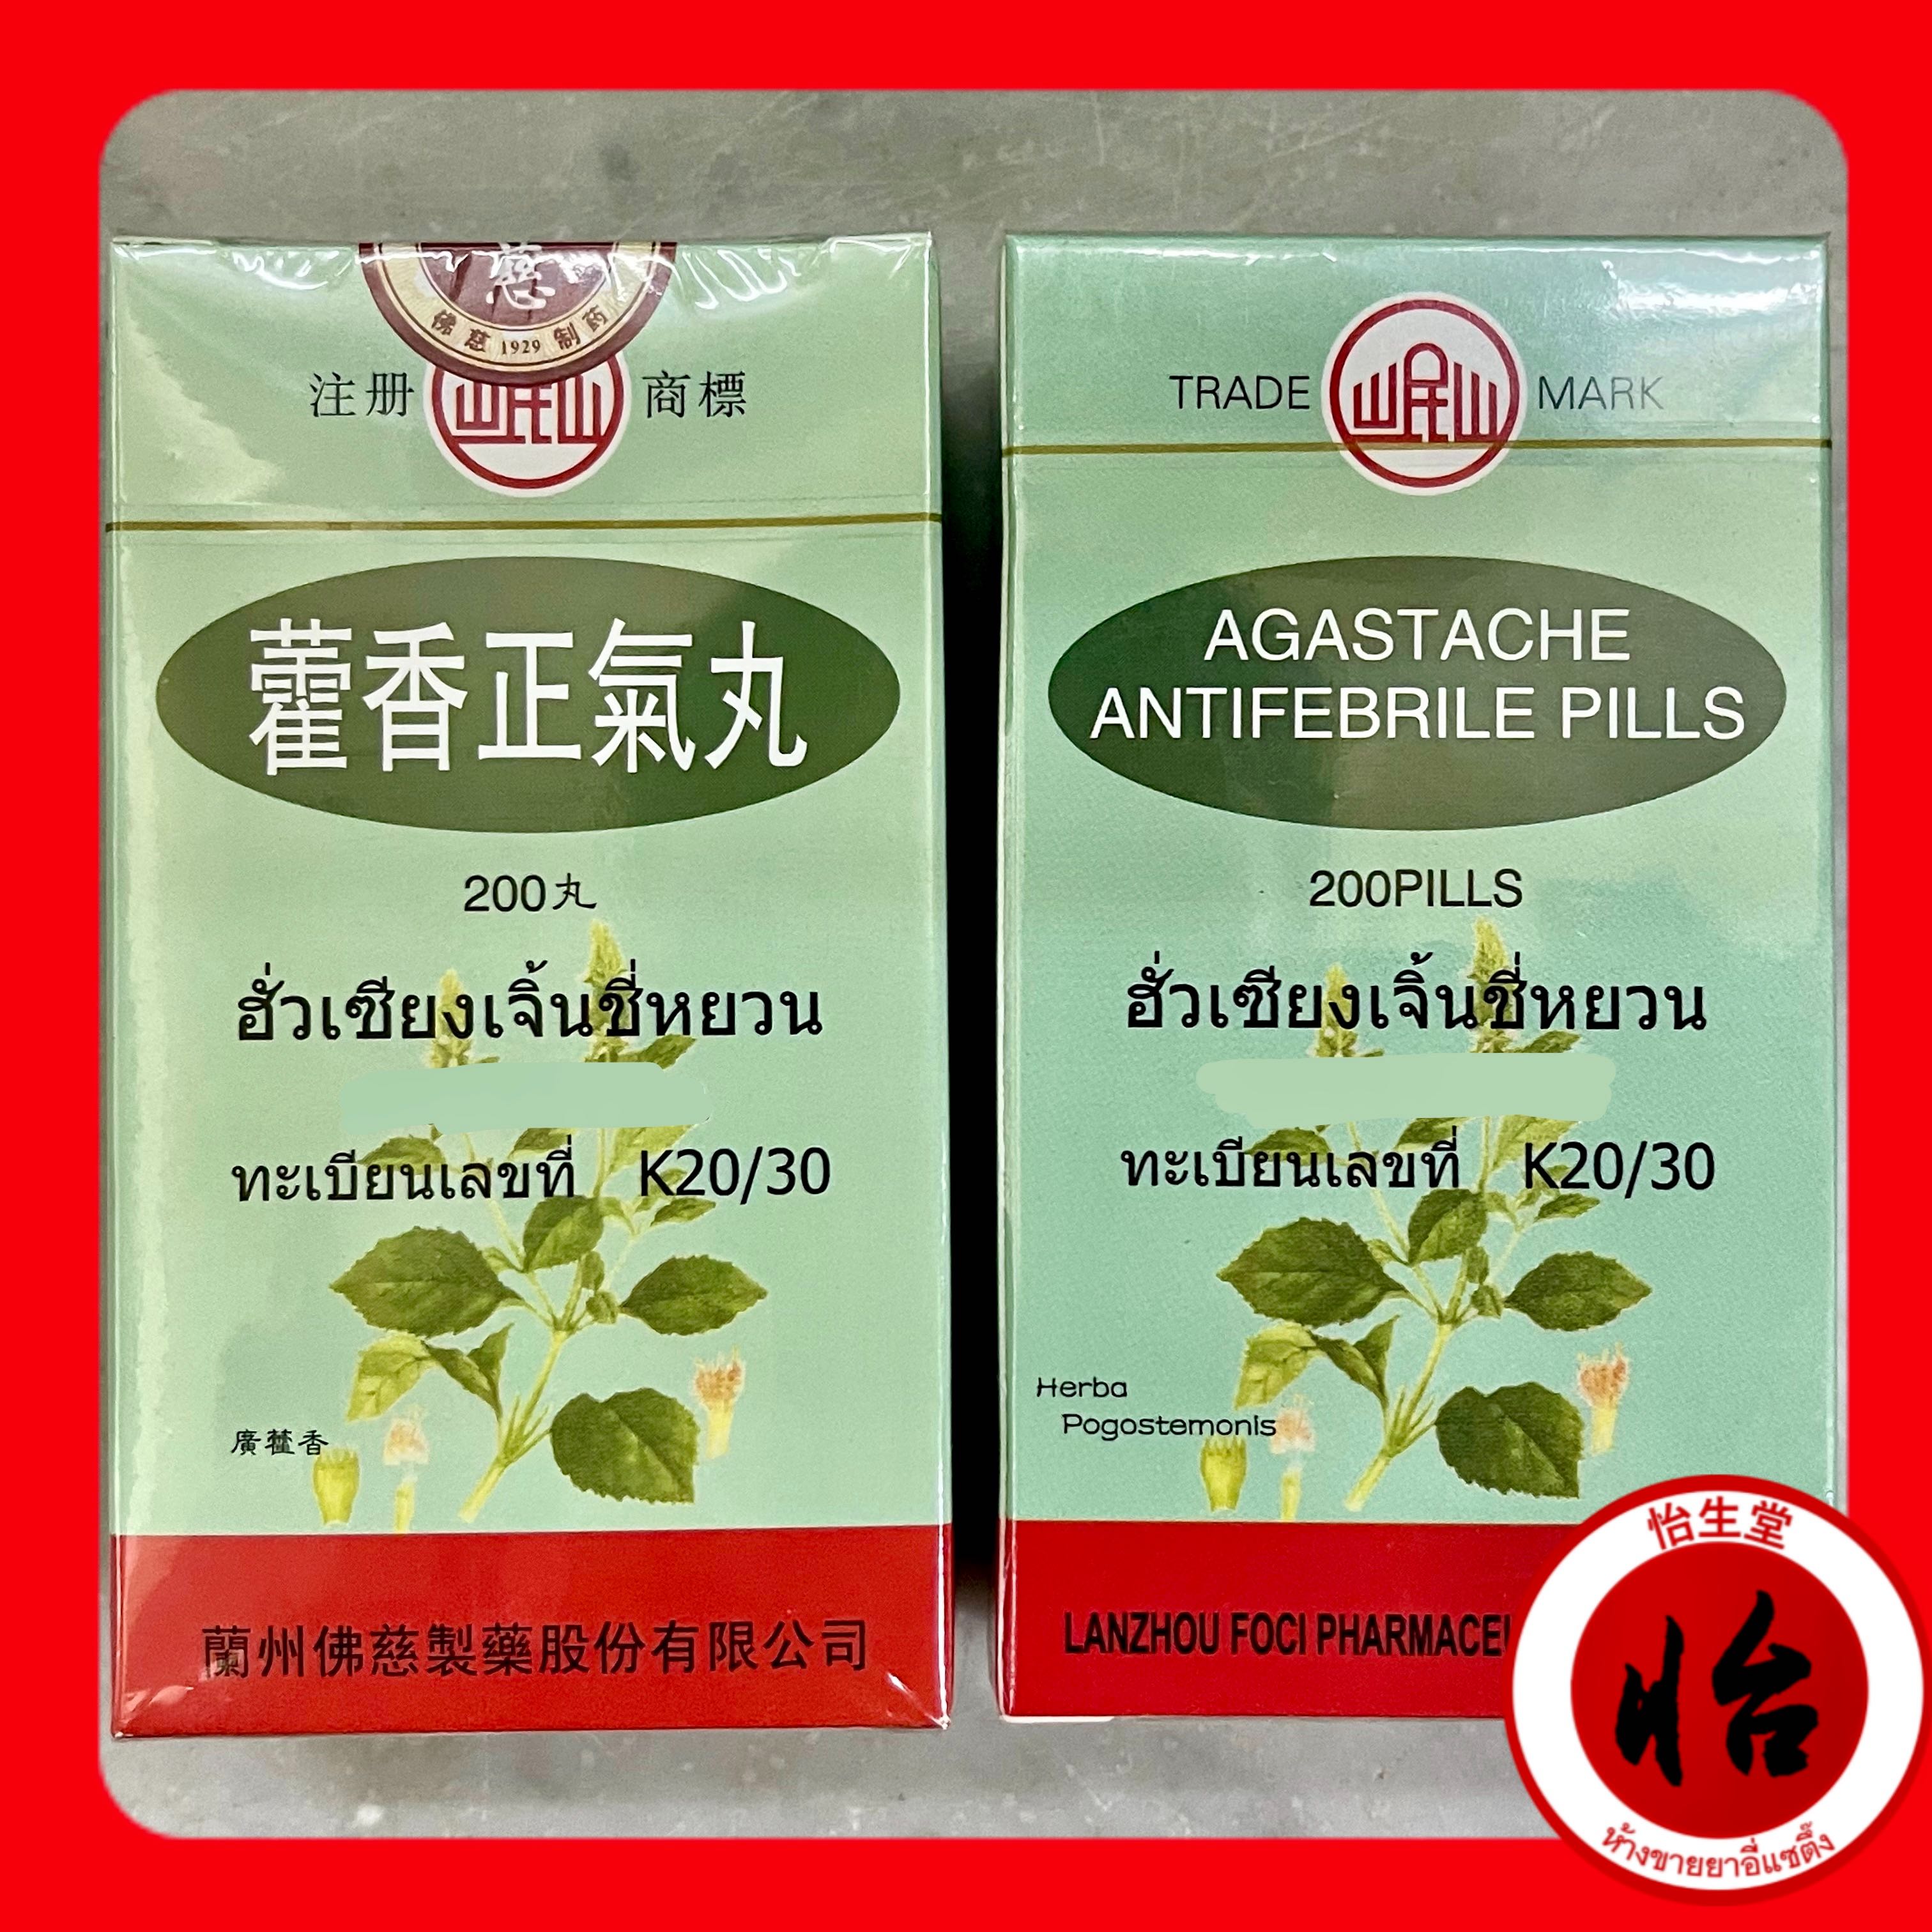 慈
佛慈 1929 制药
注册 岷山 商標
藿香正氣丸
200丸
ฮั่วเซียงเจิ้นชี่หยวน
ทะเบียนเลขที่ K20/30
廣藿香
蘭州佛慈製藥股份有限公司
TRADE 岷山 MARK
AGASTACHE
ANTIFEBRILE PILLS
200PILLS
ฮั่วเซียงเจิ้นชี่หยวน
ทะเบียนเลขที่ K20/30
Herba
Pogostemonis
LANZHOU FOCI PHARMACEU
怡生堂
怡
ห้างขายยาอี่แซตึ๊ง